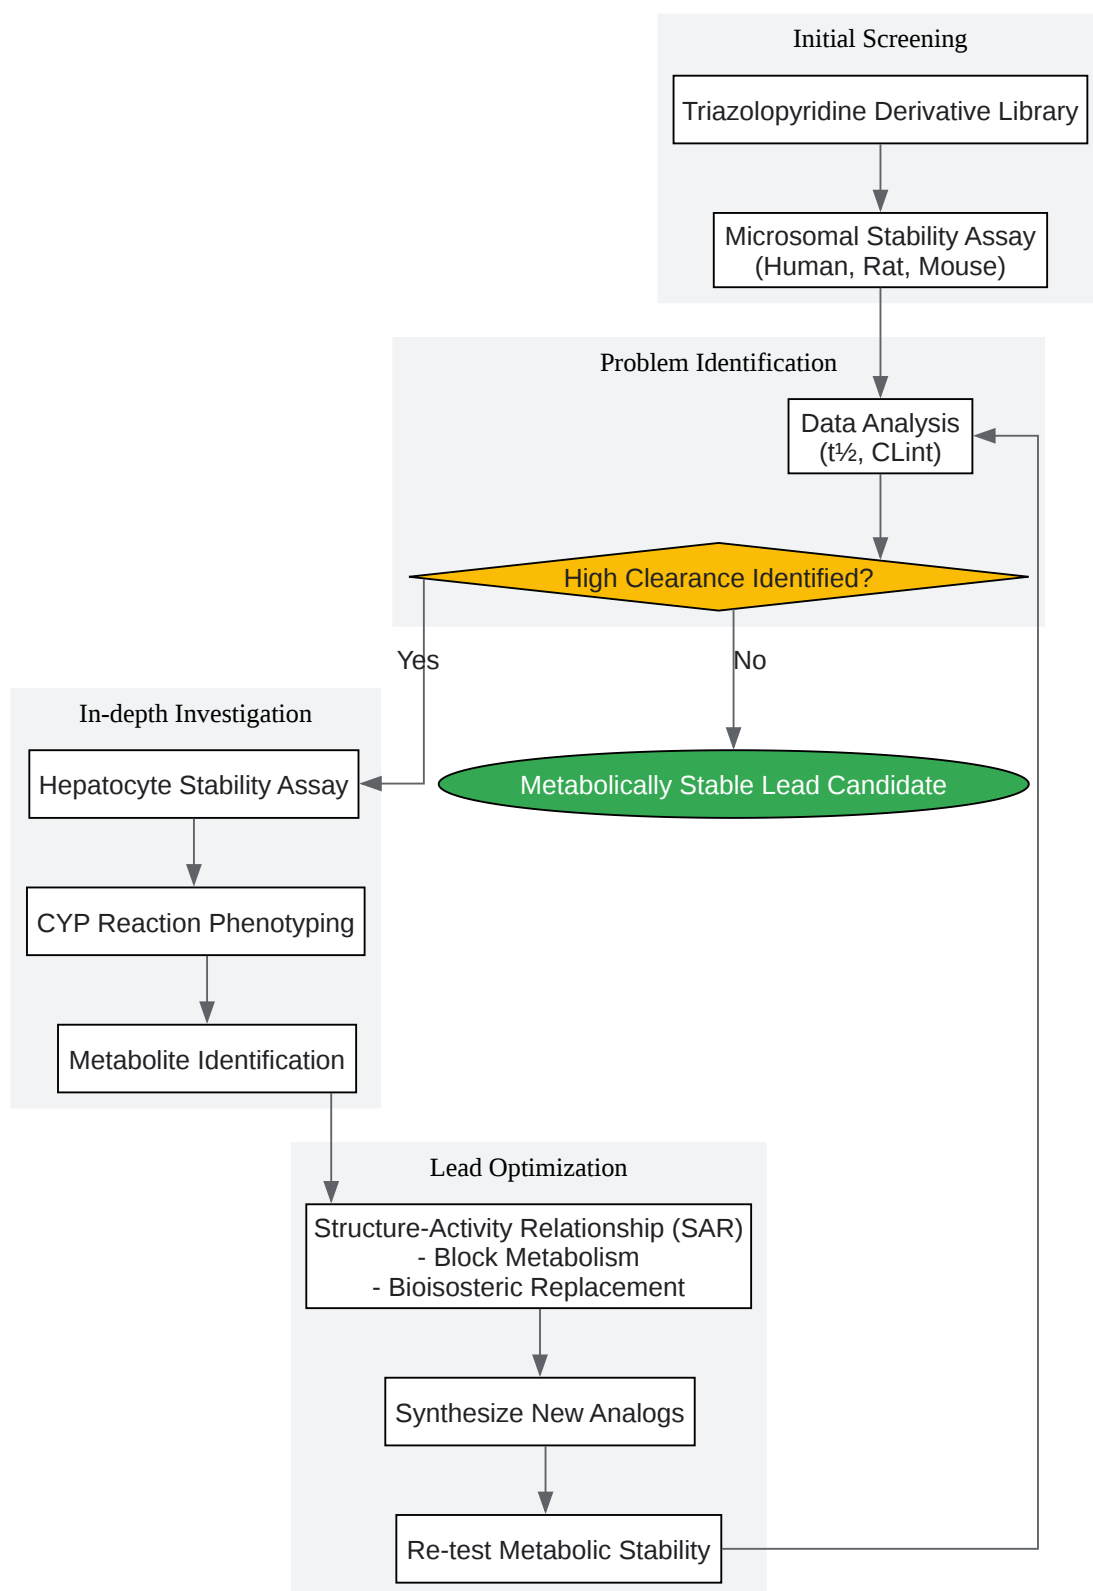 Initial Screening
Triazolopyridine Derivative Library
Microsomal Stability Assay
(Human, Rat, Mouse)
Problem Identification
Data Analysis
(t½, CLint)
High Clearance Identified?
Yes
No
In-depth Investigation
Hepatocyte Stability Assay
Metabolically Stable Lead Candidate
CYP Reaction Phenotyping
Metabolite Identification
Lead Optimization
Structure-Activity Relationship (SAR)
- Block Metabolism
- Bioisosteric Replacement
Synthesize New Analogs
Re-test Metabolic Stability